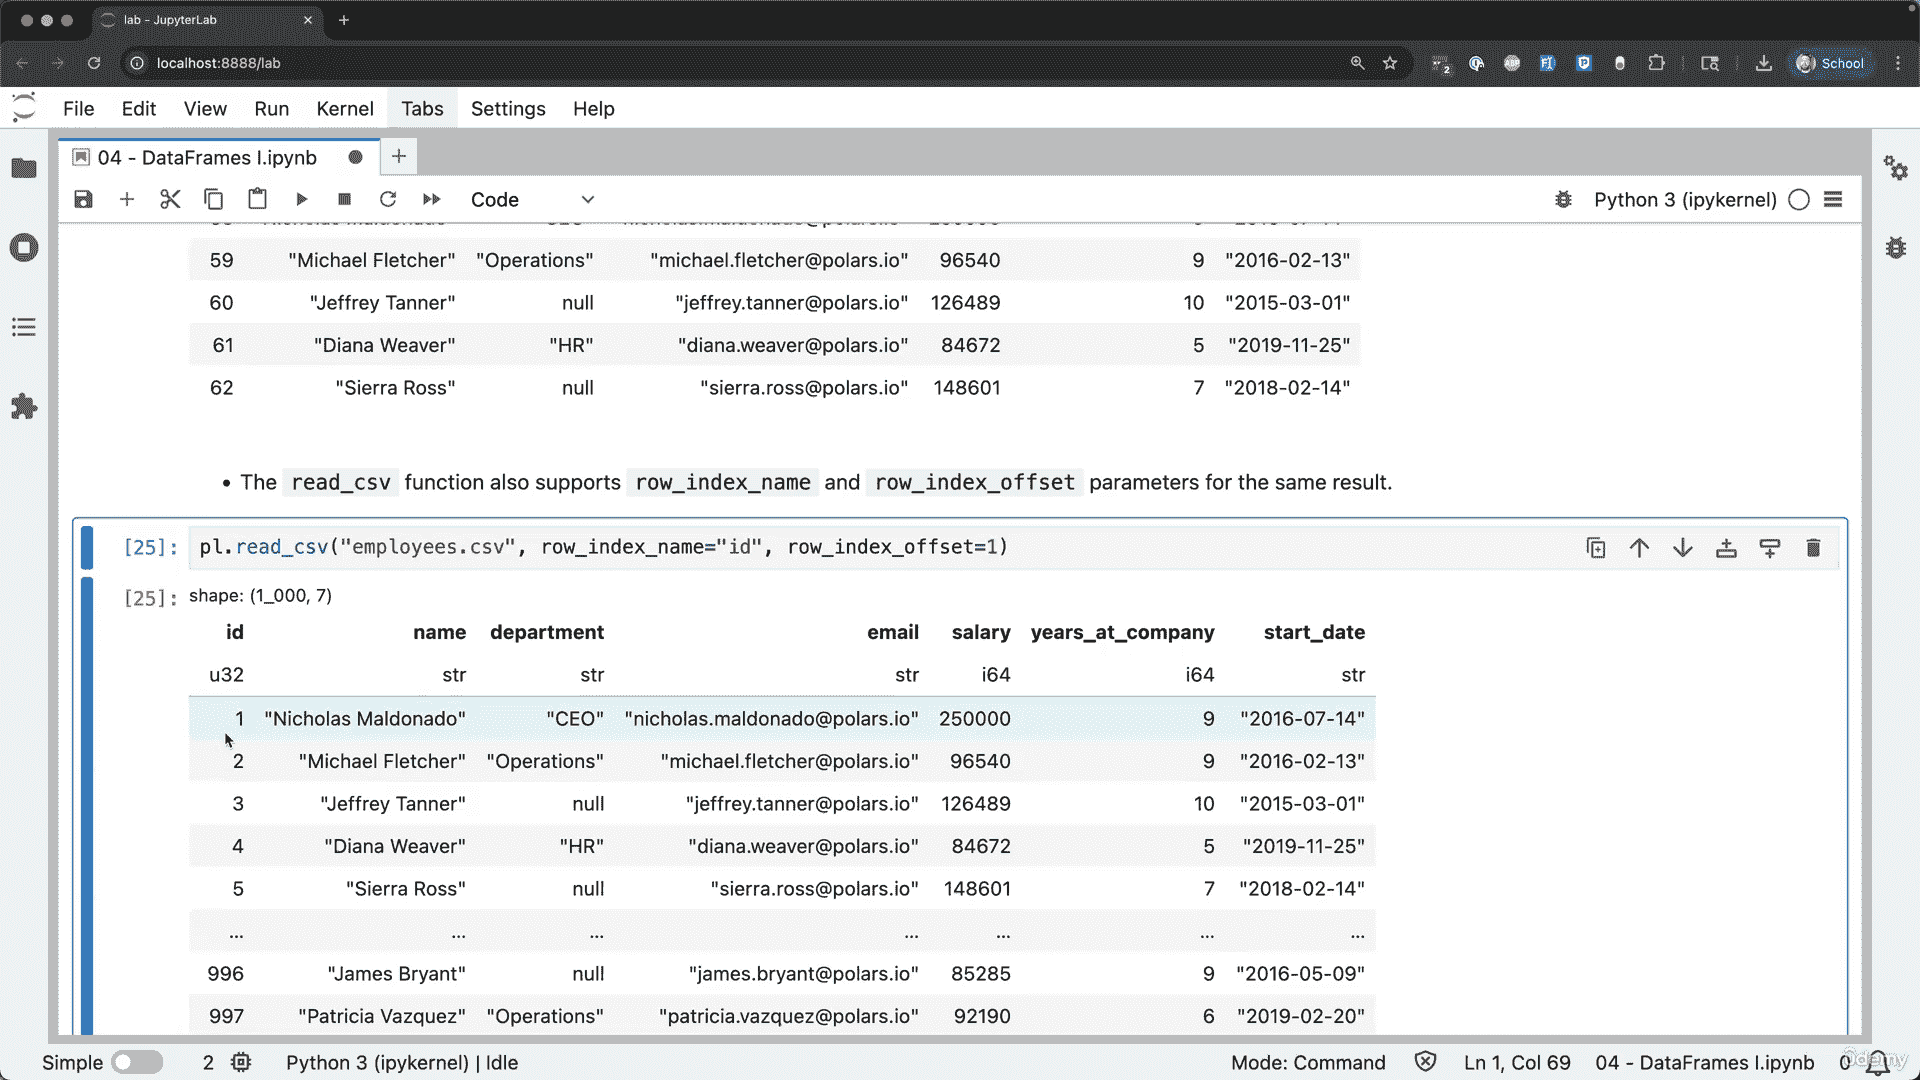 lab - JupyterLab
localhost:8888/lab
2
ABP
School
File Edit View Run Kernel Tabs Settings Help
04 - DataFrames I.ipynb
Code
Python 3 (ipykernel)
59 "Michael Fletcher" "Operations" "michael.fletcher@polars.io" 96540 9 "2016-02-13"
60 "Jeffrey Tanner" null "jeffrey.tanner@polars.io" 126489 10 "2015-03-01"
61 "Diana Weaver" "HR" "diana.weaver@polars.io" 84672 5 "2019-11-25"
62 "Sierra Ross" null "sierra.ross@polars.io" 148601 7 "2018-02-14"
• The read_csv function also supports row_index_name and row_index_offset parameters for the same result.
[25]: pl.read_csv("employees.csv", row_index_name="id", row_index_offset=1)
[25]: shape: (1_000, 7)
id name department email salary years_at_company start_date
u32 str str str i64 i64 str
1 "Nicholas Maldonado" "CEO" "nicholas.maldonado@polars.io" 250000 9 "2016-07-14"
2 "Michael Fletcher" "Operations" "michael.fletcher@polars.io" 96540 9 "2016-02-13"
3 "Jeffrey Tanner" null "jeffrey.tanner@polars.io" 126489 10 "2015-03-01"
4 "Diana Weaver" "HR" "diana.weaver@polars.io" 84672 5 "2019-11-25"
5 "Sierra Ross" null "sierra.ross@polars.io" 148601 7 "2018-02-14"
… … … … … … …
996 "James Bryant" null "james.bryant@polars.io" 85285 9 "2016-05-09"
997 "Patricia Vazquez" "Operations" "patricia.vazquez@polars.io" 92190 6 "2019-02-20"
Simple 2 Python 3 (ipykernel) | Idle Mode: Command Ln 1, Col 69 04 - DataFrames I.ipynb 0
udemy